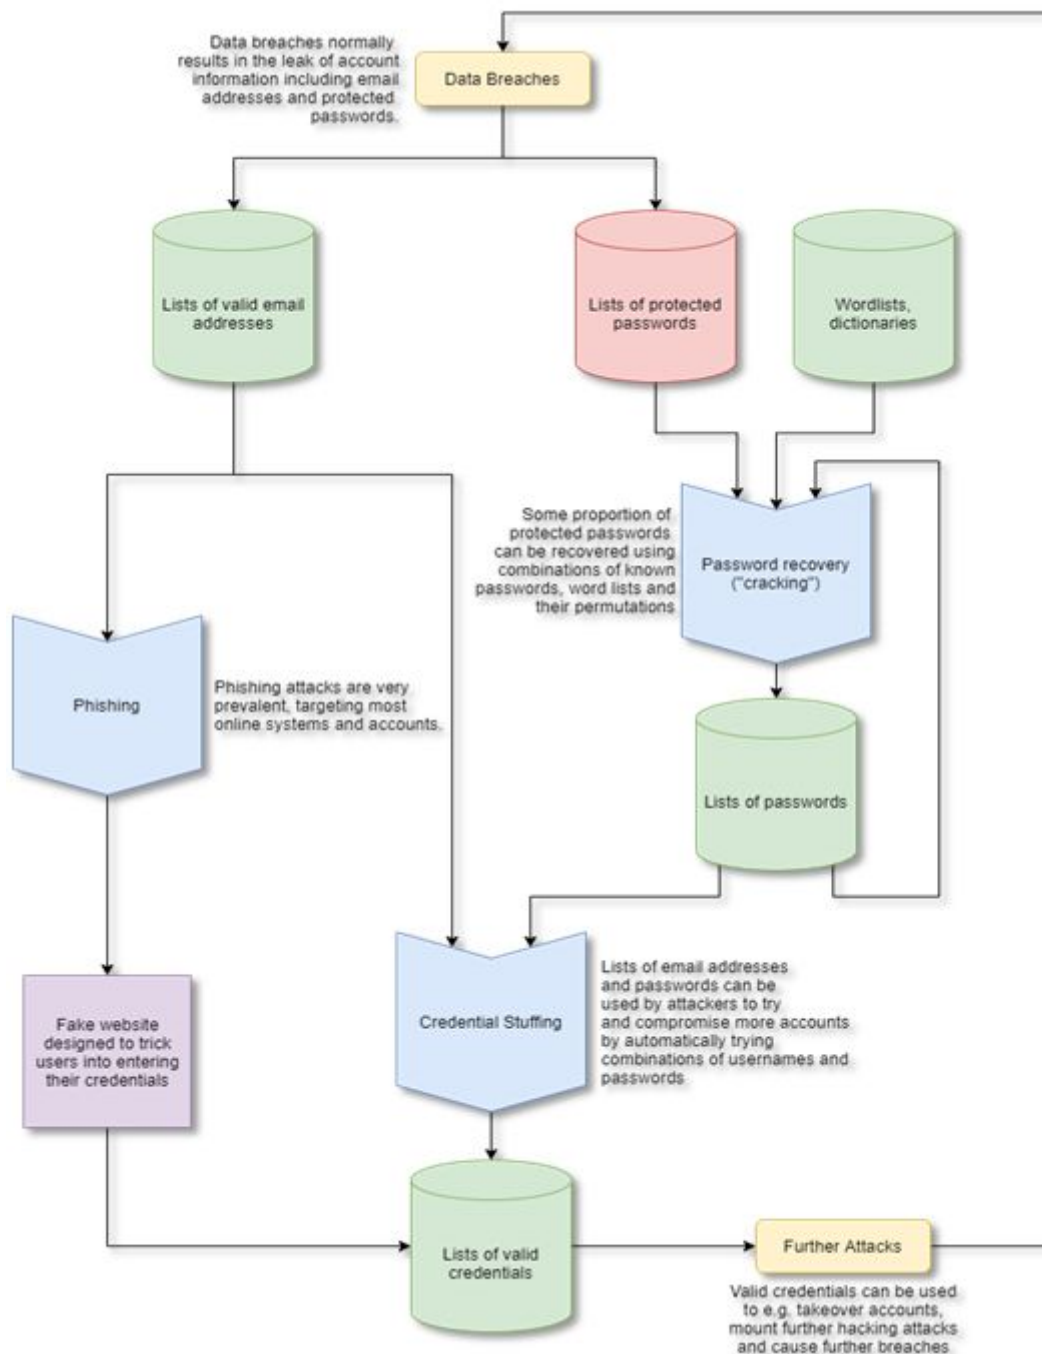 Data breaches normally
results in the leak of account
information including email
addresses and protected
passwords.
Data Breaches
Lists of valid email
addresses
Lists of protected
passwords
Wordlists,
dictionaries
Some proportion of
protected passwords
can be recovered using
combinations of known
passwords, word lists and
their permutations
Password recovery
("cracking")
Phishing
Phishing attacks are very
prevalent, targeting most
online systems and accounts.
Lists of passwords
Fake website
designed to trick
users into entering
their credentials
Credential Stuffing
Lists of email addresses
and passwords can be
used by attackers to try
and compromise more accounts
by automatically trying
combinations of usernames and
passwords
Lists of valid
credentials
Further Attacks
Valid credentials can be used
to e.g. takeover accounts,
mount further hacking attacks
and cause further breaches